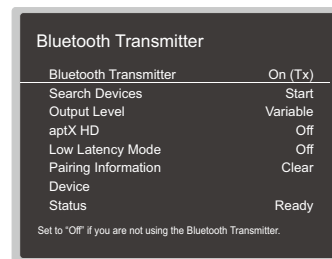 Bluetooth Transmitter
Bluetooth Transmitter On (Tx)
Search Devices Start
Output Level Variable
aptX HD Off
Low Latency Mode Off
Pairing Information Clear
Device
Status Ready
Set to “Off” if you are not using the Bluetooth Transmitter.